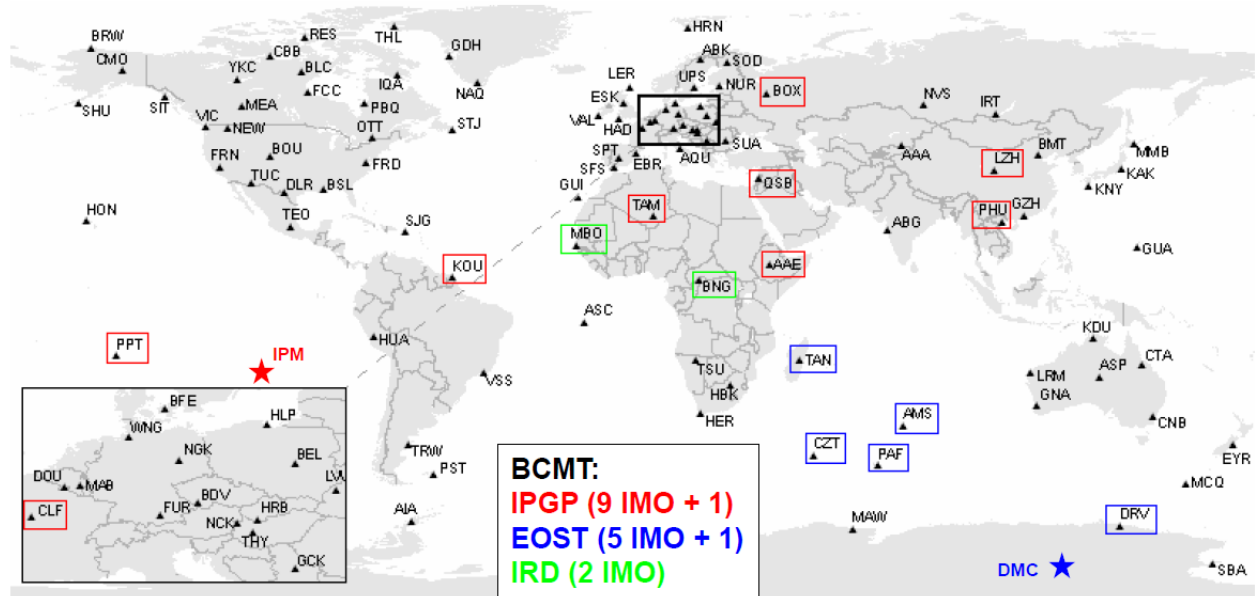 BRW
CMO
SHU
SIT
YKC
CBB
RES
BLC
FCC
MEA
VIC
NEW
THL
IQA
PBQ
OTT
GDH
NAQ
STJ
FRN
BOU
TUC
DLR
BSL
FRD
TEO
HON
SJG
KOU
HUA
VSS
PPT
IPM
TRW
PST
AIA
HRN
ABK
SOD
LER
UPS
NUR
BOX
ESK
VAL
HAD
SPT
SFS
EBR
AQU
SUA
GUI
TAM
QSB
MBO
AAE
BNG
ASC
TSU
HBK
HER
TAN
AMS
CZT
PAF
MAW
NVS
IRT
AAA
LZH
BMT
MMB
KAK
KNY
PHU
GZH
ABG
GUA
KDU
CTA
ASP
LRM
GNA
CNB
EYR
MCQ
DRV
DMC
SBA
BFE
HLP
WNG
NGK
BEL
DOU
MAB
LVV
BDV
CLF
FUR
HRB
NCK
THY
GCK
BCMT:
IPGP (9 IMO + 1)
EOST (5 IMO + 1)
IRD (2 IMO)